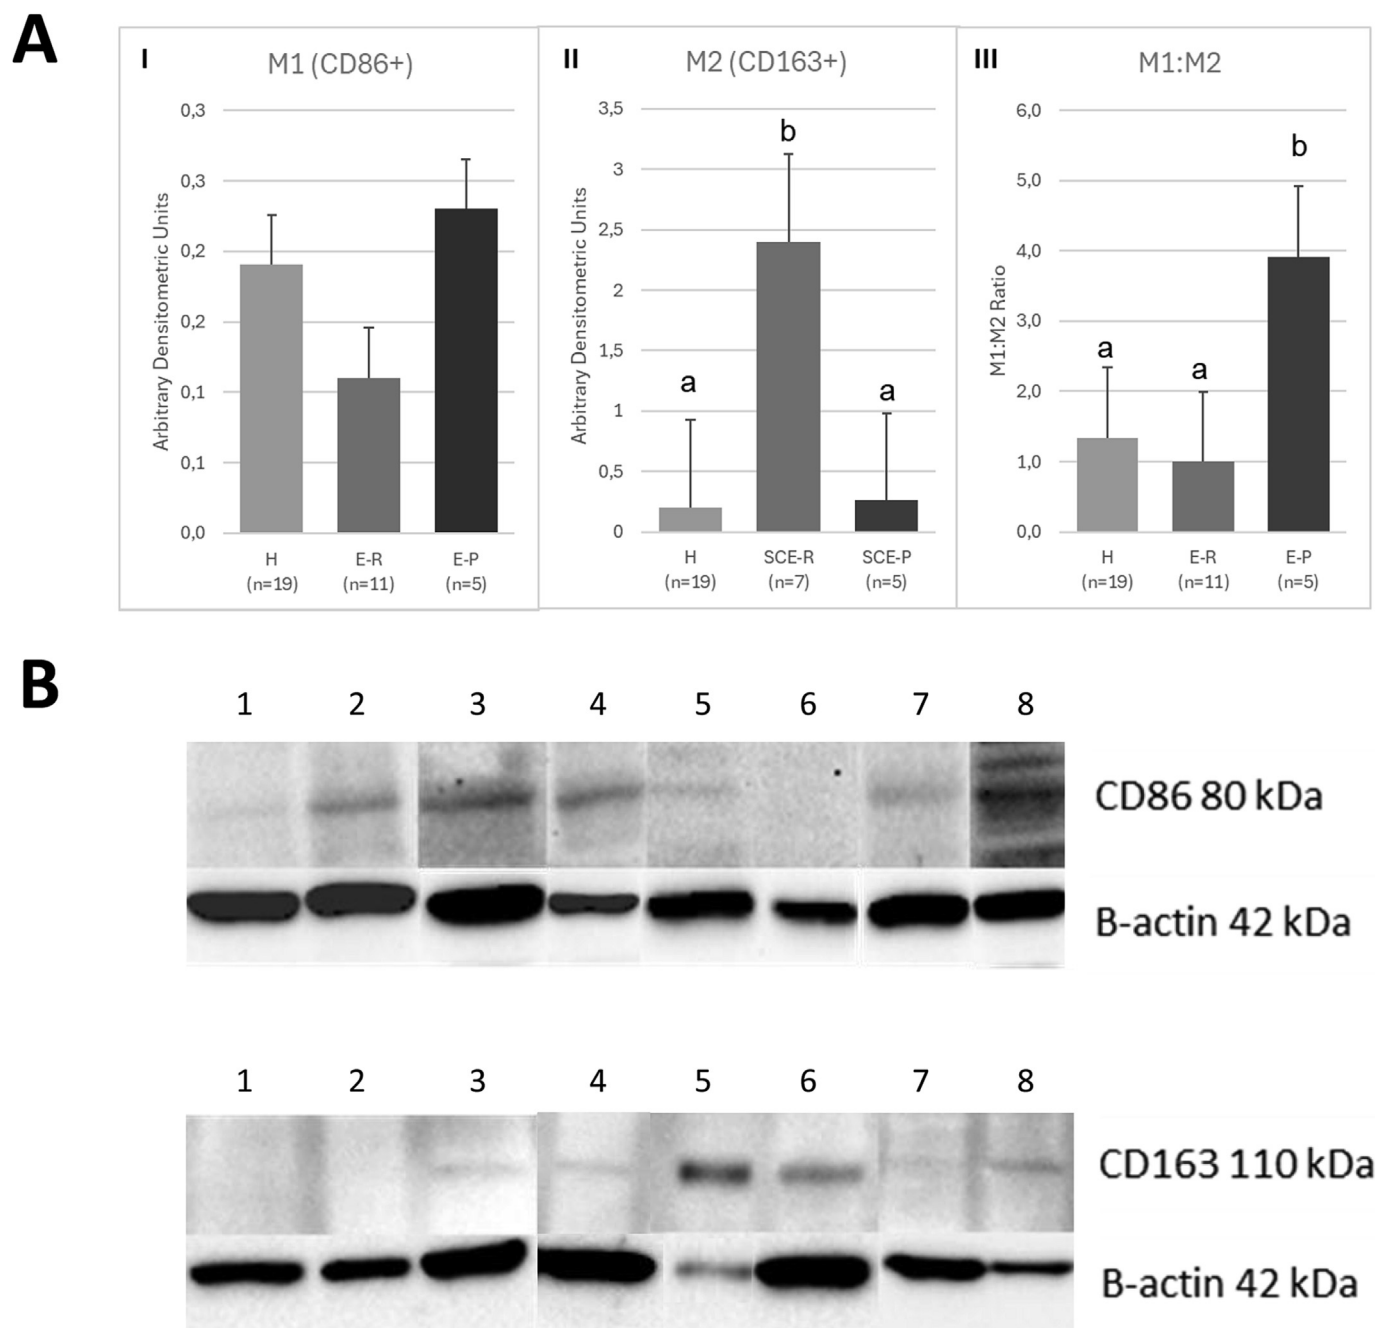 A
I
M1 (CD86+)
Arbitrary Densitometric Units
0,3
0,3
0,2
0,2
0,1
0,1
0,0
H
(n=19)
E-R
(n=11)
E-P
(n=5)
II
M2 (CD163+)
Arbitrary Densitometric Units
3,5
3
2,5
2
1,5
1
0,5
0
a
b
a
H
(n=19)
SCE-R
(n=7)
SCE-P
(n=5)
III
M1:M2
M1:M2 Ratio
6,0
5,0
4,0
3,0
2,0
1,0
0,0
a
a
b
H
(n=19)
E-R
(n=11)
E-P
(n=5)
B
1 2 3 4 5 6 7 8
CD86 80 kDa
B-actin 42 kDa
1 2 3 4 5 6 7 8
CD163 110 kDa
B-actin 42 kDa